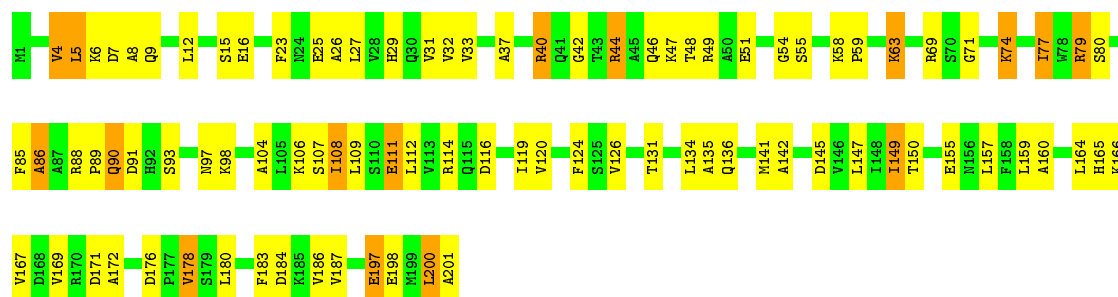 M1 V4 L5 K6 D7 A8 Q9 L12 S15 E16 F23 N24 E25 A26 L27 V28 H29 Q30 V31 V32 V33 A37 R40 Q41 G42 T43 R44 A45 Q46 K47 T48 R49 A50 E51 G54 S55 K58 P59 K63 R69 S70 G71 K74 I77 W78 R79 S80
F85 A86 A87 R88 P89 Q90 D91 H92 S93 N97 K98 A104 L105 K106 S107 I108 L109 S110 E111 L112 V113 R114 Q115 D116 I119 V120 F124 S125 V126 T131 L134 A135 Q136 M141 A142 D145 V146 L147 I148 I149 T150 E155 N156 L157 F158 L159 A160 L164 H165 K166
V167 D168 V169 R170 D171 A172 D176 P177 V178 S179 L180 F183 D184 K185 V186 V187 E197 E198 M199 L200 A201